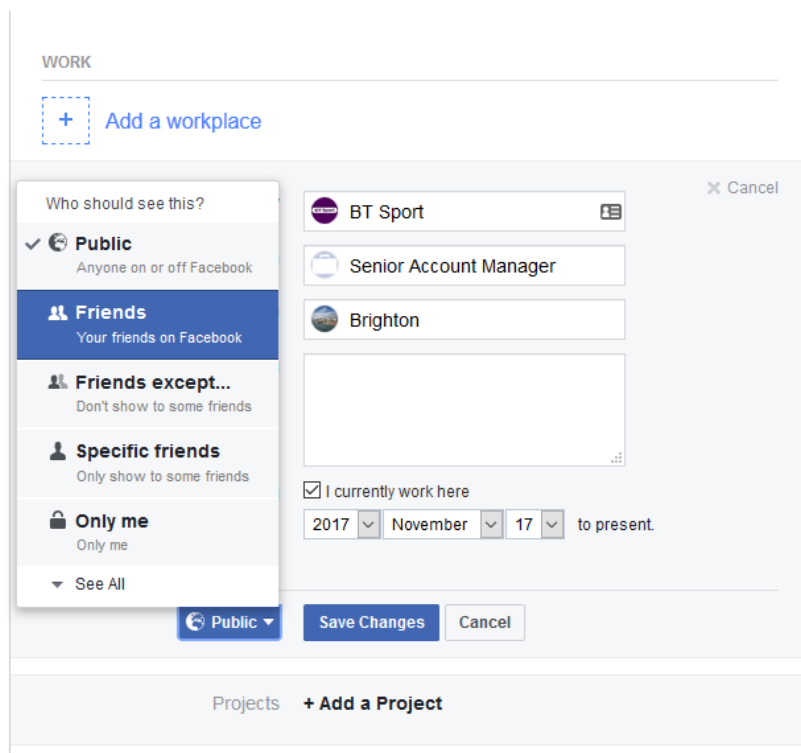 WORK
+ Add a workplace
Cancel
Who should see this?
Public
Anyone on or off Facebook
Friends
Your friends on Facebook
Friends except...
Don't show to some friends
Specific friends
Only show to some friends
Only me
Only me
See All
BT Sport
BT Sport
Senior Account Manager
Brighton
I currently work here
2017 November 17 to present.
Public Save Changes Cancel
Projects + Add a Project